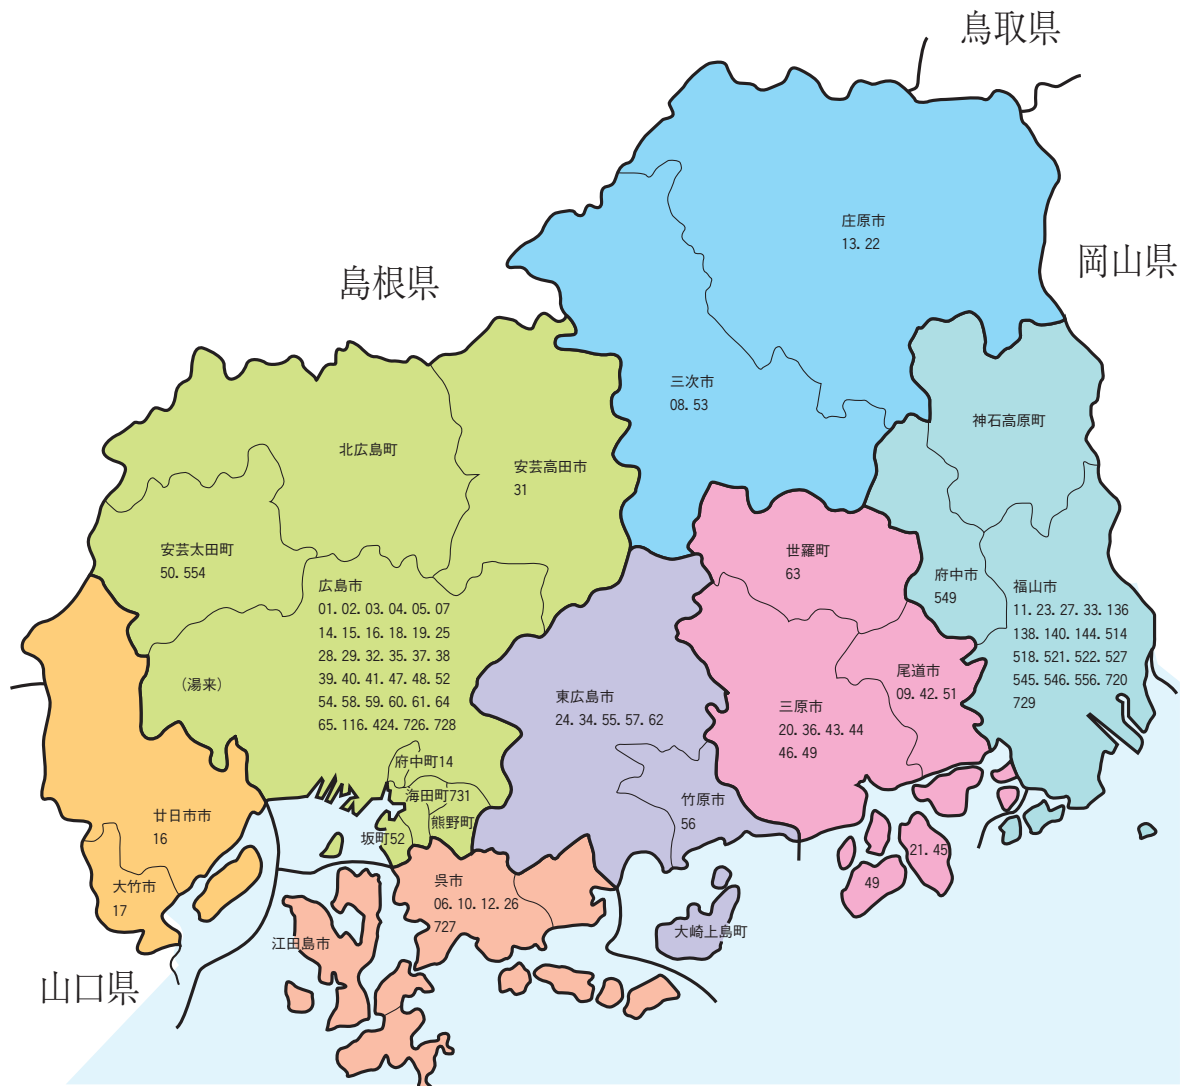 鳥取県
庄原市
13. 22
岡山県
島根県
三次市
08. 53
神石高原町
北広島町
安芸高田市
31
安芸太田町
50. 554
世羅町
63
府中市
549
福山市
11. 23. 27. 33. 136
138. 140. 144. 514
518. 521. 522. 527
545. 546. 556. 720
729
広島市
01. 02. 03. 04. 05. 07
14. 15. 16. 18. 19. 25
28. 29. 32. 35. 37. 38
39. 40. 41. 47. 48. 52
54. 58. 59. 60. 61. 64
65. 116. 424. 726. 728
(湯来)
尾道市
09. 42. 51
東広島市
24. 34. 55. 57. 62
三原市
20. 36. 43. 44
46. 49
府中町14
海田町731
熊野町
坂町52
竹原市
56
廿日市市
16
大竹市
17
呉市
06. 10. 12. 26
727
21. 45
49
大崎上島町
江田島市
山口県